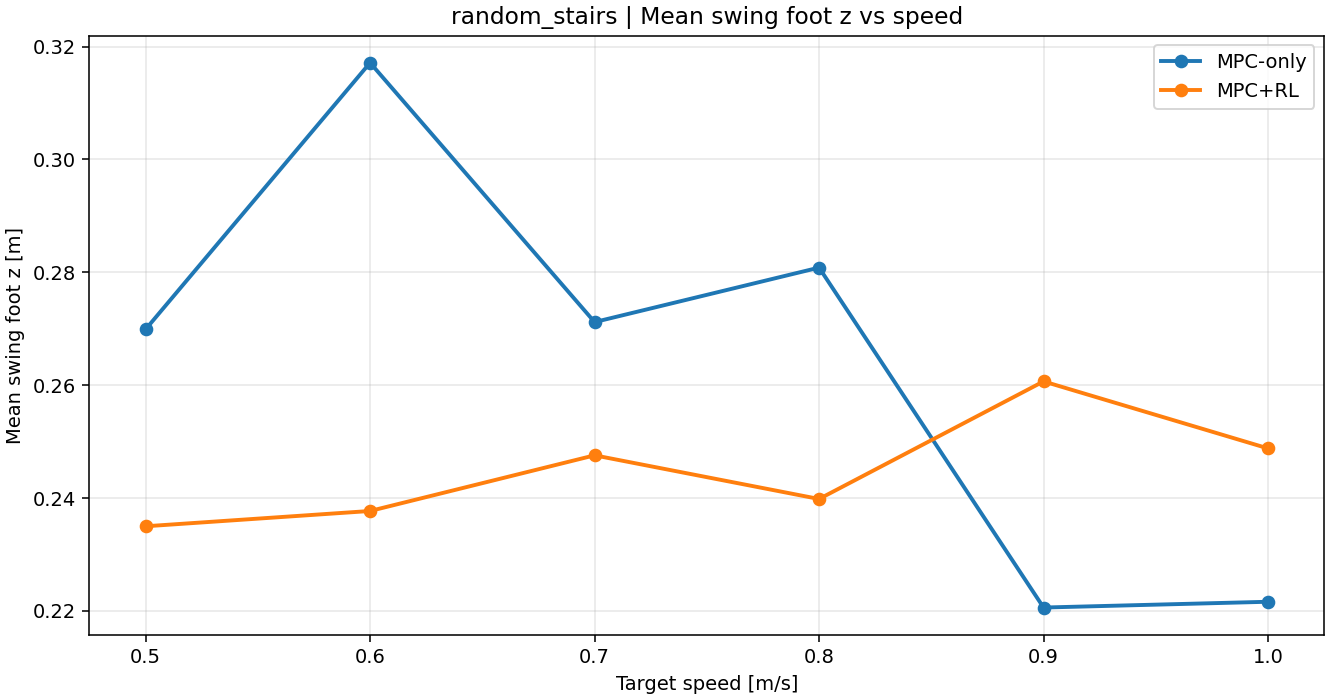 random_stairs | Mean swing foot z vs speed
MPC-only
MPC+RL
Mean swing foot z [m]
0.32
0.30
0.28
0.26
0.24
0.22
0.5 0.6 0.7 0.8 0.9 1.0
Target speed [m/s]